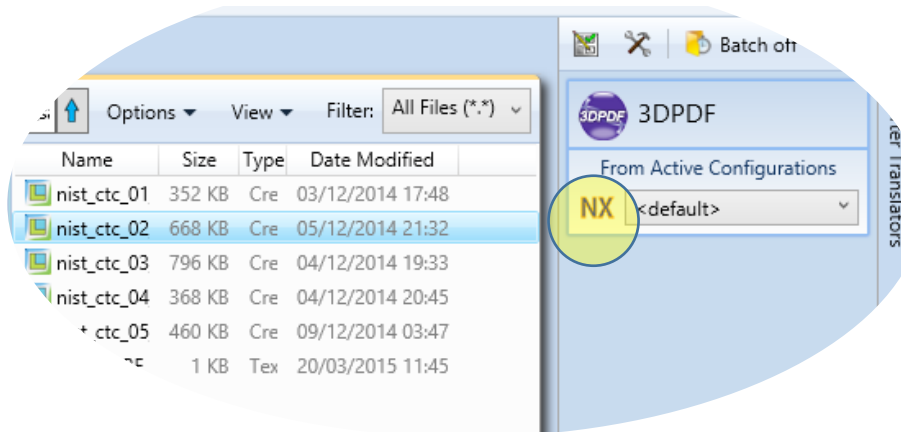 Batch
Options View Filter: All Files (*.*)
3DPDF 3DPDF
Name Size Type Date Modified
From Active Configurations
nist_ctc_01 352 KB Cre 03/12/2014 17:48
NX <default>
nist_ctc_02 668 KB Cre 05/12/2014 21:32
nist_ctc_03 796 KB Cre 04/12/2014 19:33
nist_ctc_04 368 KB Cre 04/12/2014 20:45
ctc_05 460 KB Cre 09/12/2014 03:47
1 KB Tex 20/03/2015 11:45
Translators